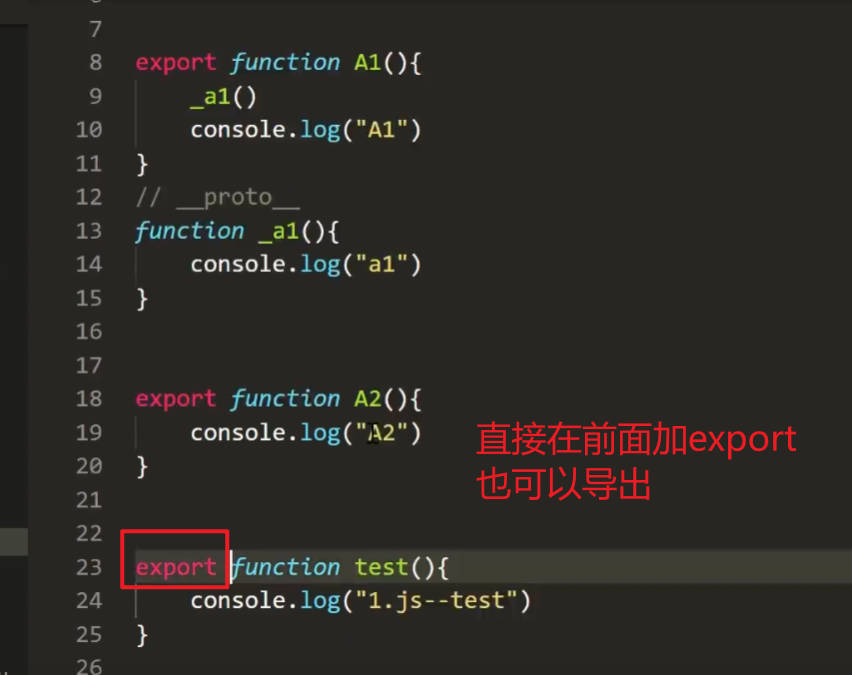 7
8 export function A1(){
9 _a1()
10 console.log("A1")
11 }
12 // __proto__
13 function _a1(){
14 console.log("a1")
15 }
16
17
18 export function A2(){
19 console.log("A2")
20 }
21
22
23 export function test(){
24 console.log("1.js--test")
25 }
26
直接在前面加export
也可以导出